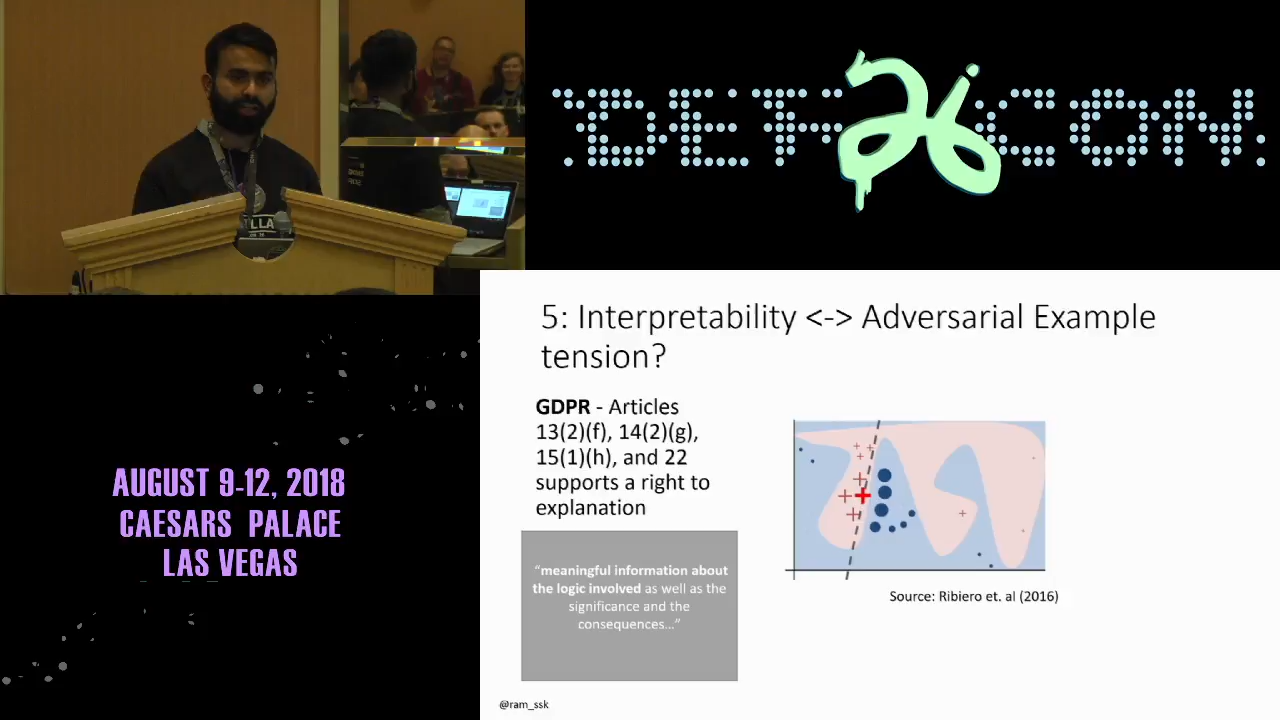 DEF 26 CON
LLA
AUGUST 9-12, 2018
CAESARS PALACE
LAS VEGAS
5: Interpretability <-> Adversarial Example
tension?
GDPR - Articles
13(2)(f), 14(2)(g),
15(1)(h), and 22
supports a right to
explanation
“meaningful information about
the logic involved as well as the
significance and the
consequences…”
Source: Ribiero et. al (2016)
@ram_ssk